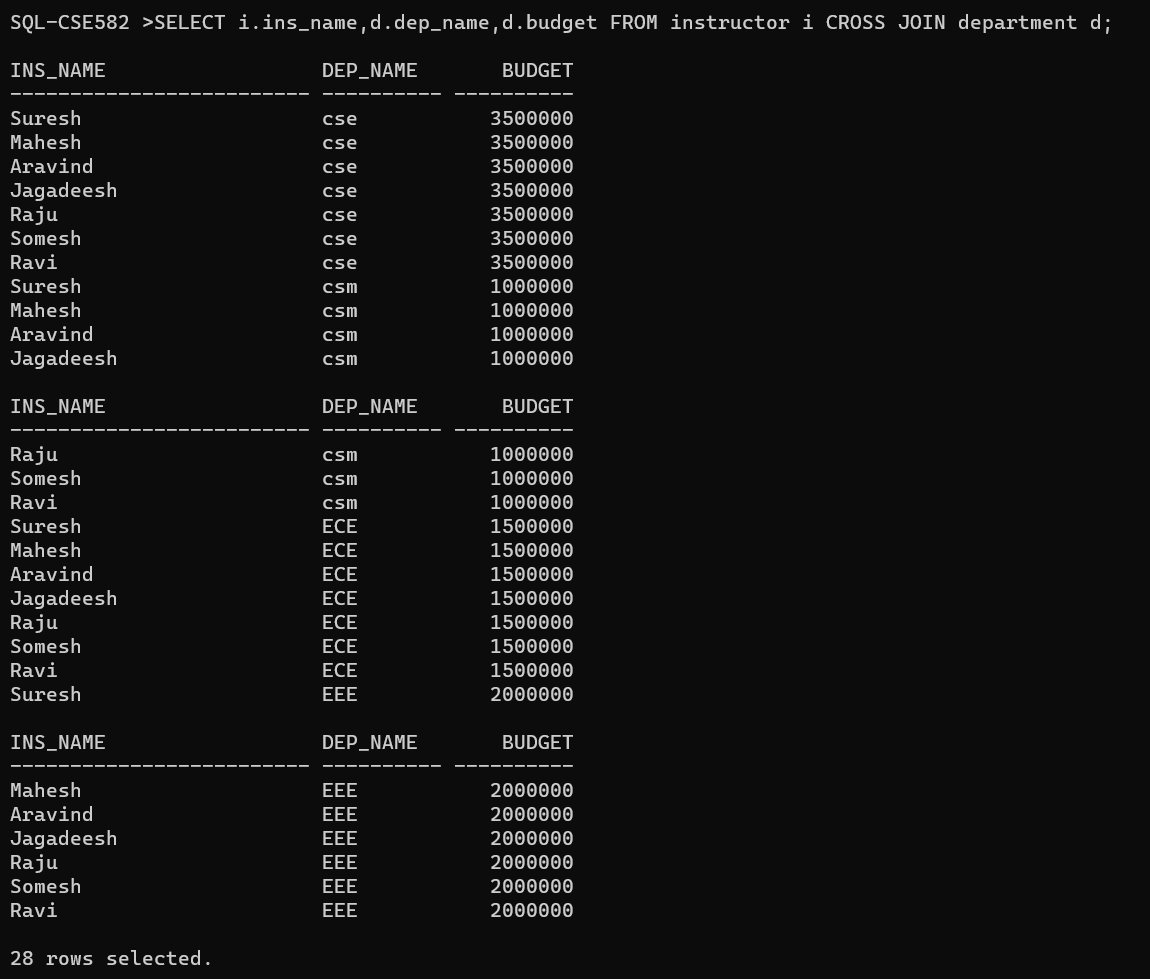 SQL-CSE582 >SELECT i.ins_name,d.dep_name,d.budget FROM instructor i CROSS JOIN department d;
INS_NAME                  DEP_NAME       BUDGET
------------------------- ---------- ----------
Suresh                    cse           3500000
Mahesh                    cse           3500000
Aravind                   cse           3500000
Jagadeesh                 cse           3500000
Raju                      cse           3500000
Somesh                    cse           3500000
Ravi                      cse           3500000
Suresh                    csm           1000000
Mahesh                    csm           1000000
Aravind                   csm           1000000
Jagadeesh                 csm           1000000
INS_NAME                  DEP_NAME       BUDGET
------------------------- ---------- ----------
Raju                      csm           1000000
Somesh                    csm           1000000
Ravi                      csm           1000000
Suresh                    ECE           1500000
Mahesh                    ECE           1500000
Aravind                   ECE           1500000
Jagadeesh                 ECE           1500000
Raju                      ECE           1500000
Somesh                    ECE           1500000
Ravi                      ECE           1500000
Suresh                    EEE           2000000
INS_NAME                  DEP_NAME       BUDGET
------------------------- ---------- ----------
Mahesh                    EEE           2000000
Aravind                   EEE           2000000
Jagadeesh                 EEE           2000000
Raju                      EEE           2000000
Somesh                    EEE           2000000
Ravi                      EEE           2000000
28 rows selected.